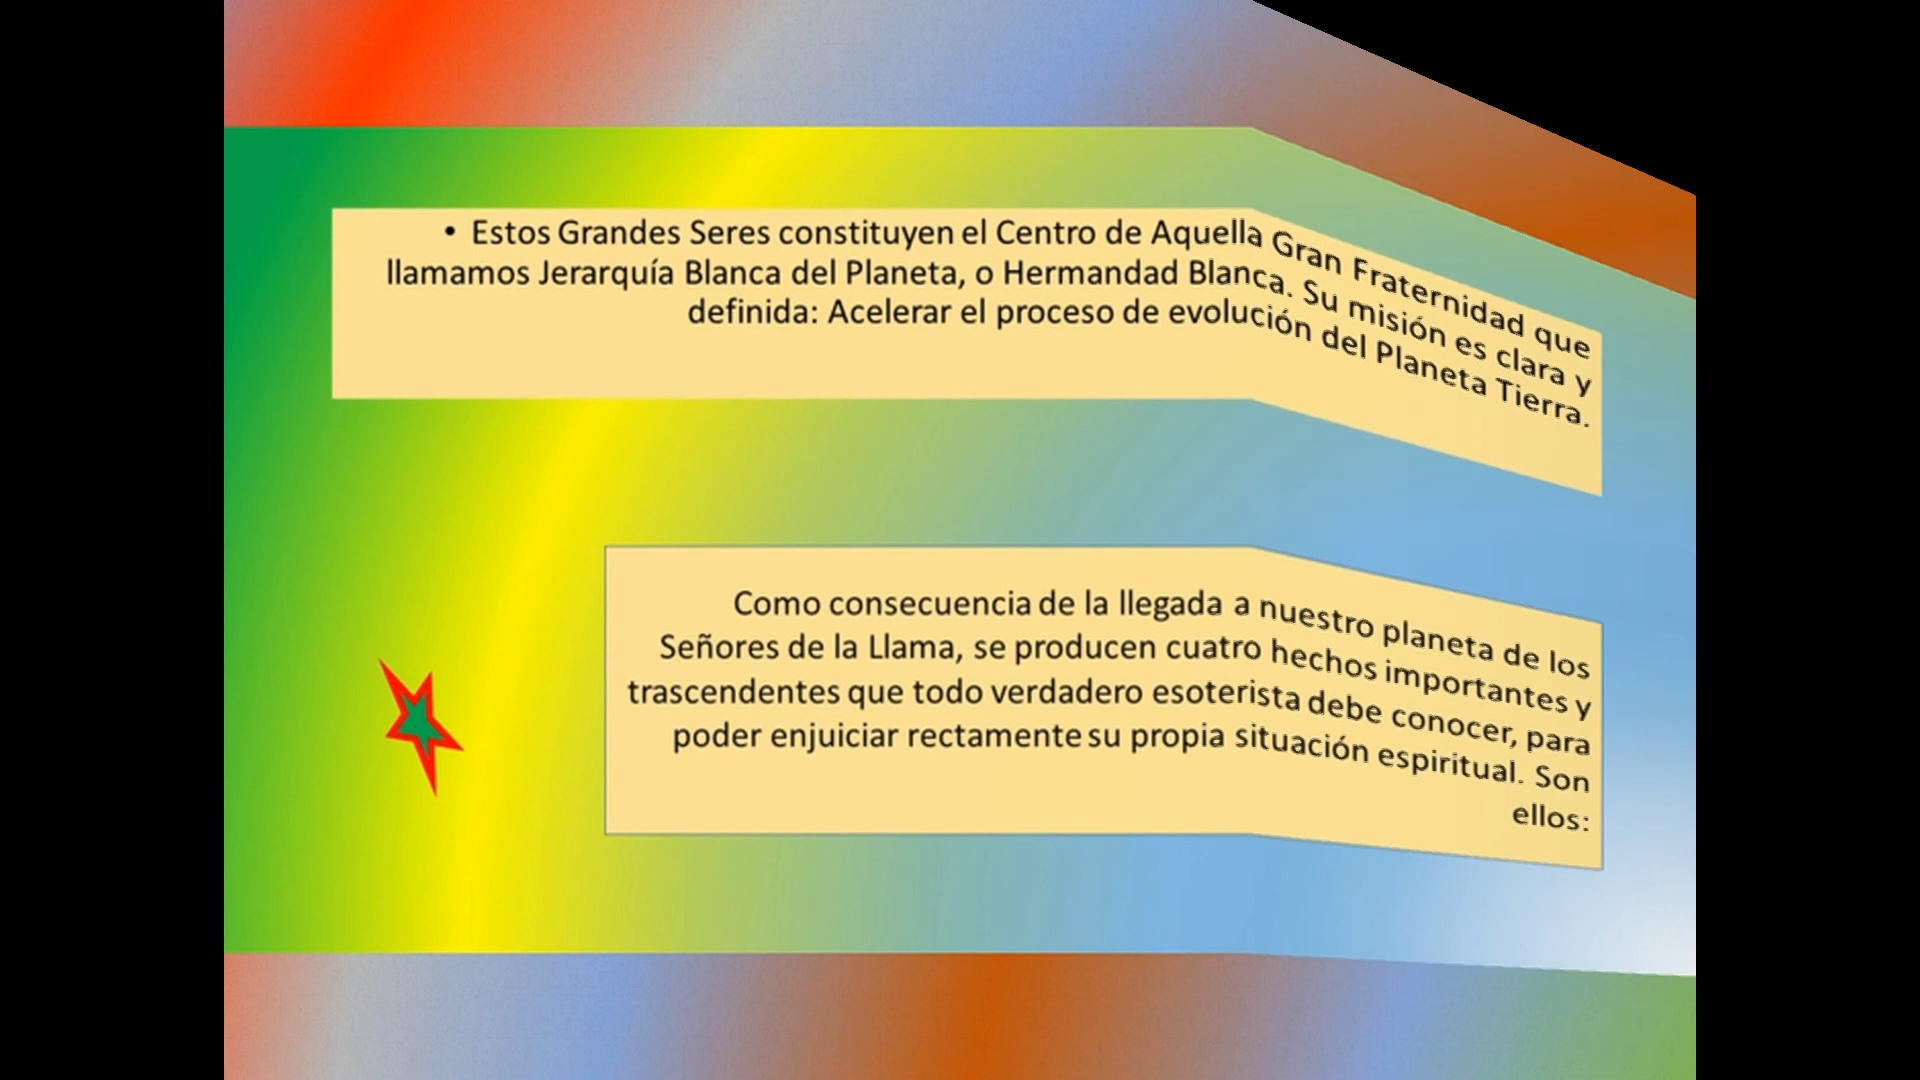 • Estos Grandes Seres constituyen el Centro de Aquella Gran Fraternidad que
llamamos Jerarquía Blanca del Planeta, o Hermandad Blanca. Su misión es clara y
definida: Acelerar el proceso de evolución del Planeta Tierra.
Como consecuencia de la llegada a nuestro planeta de los
Señores de la Llama, se producen cuatro hechos importantes y
trascendentes que todo verdadero esoterista debe conocer, para
poder enjuiciar rectamente su propia situación espiritual. Son
ellos: